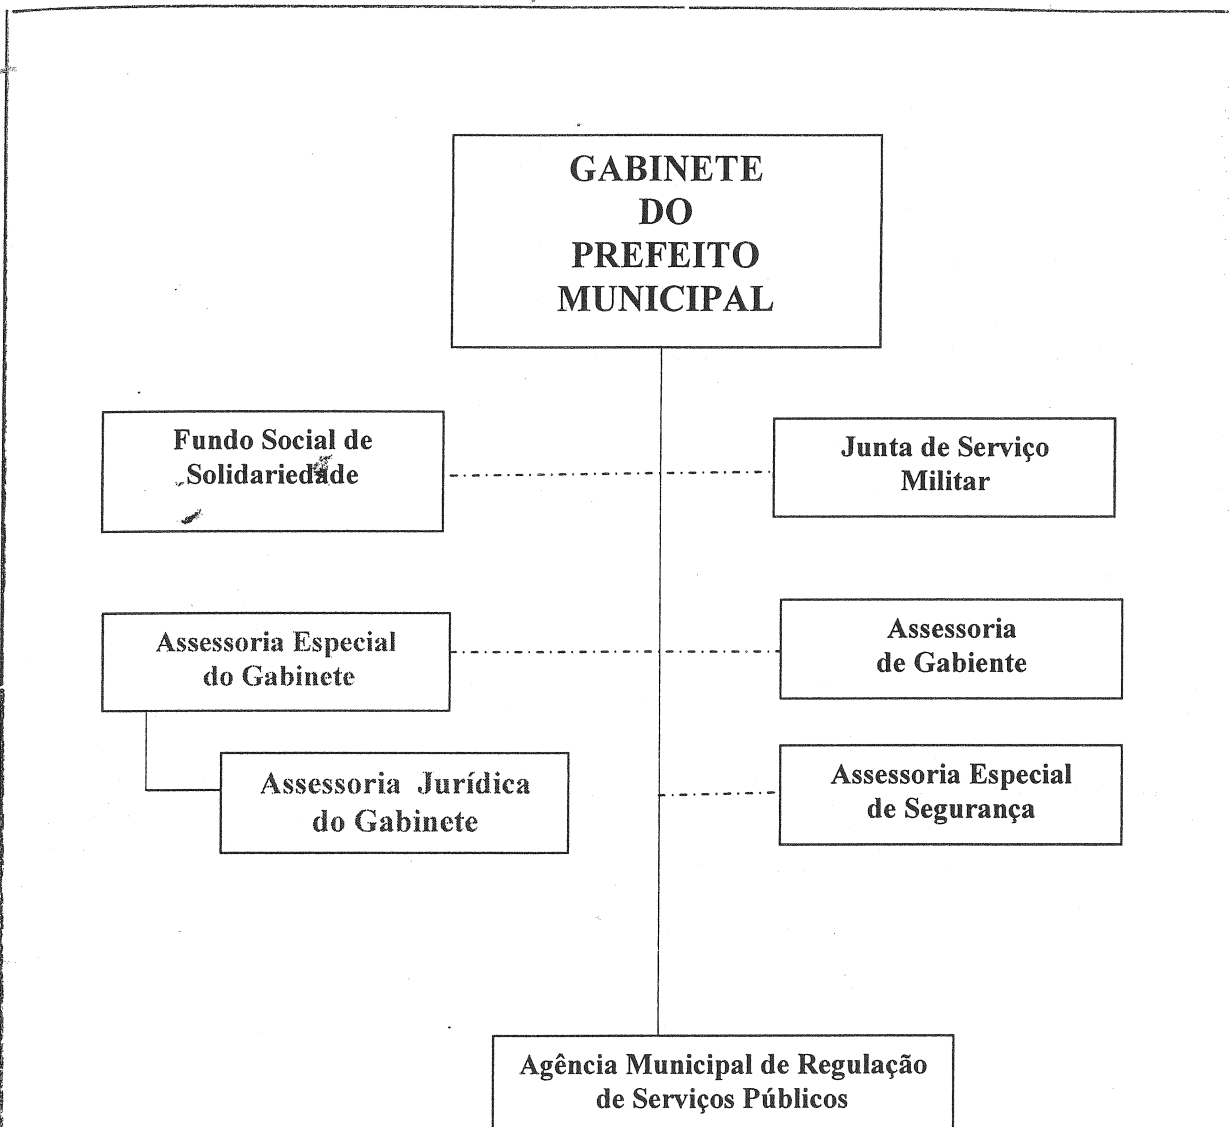 GABINETE
DO
PREFEITO
MUNICIPAL
Fundo Social de
Solidariedade
Junta de Serviço
Militar
Assessoria Especial
do Gabinete
Assessoria
de Gabiente
Assessoria Jurídica
do Gabinete
Assessoria Especial
de Segurança
Agência Municipal de Regulação
de Serviços Públicos